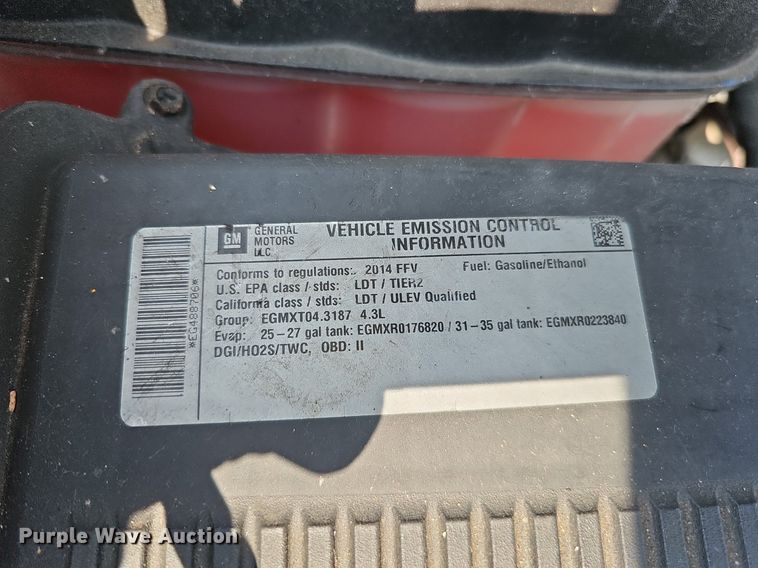 GM
GENERAL
MOTORS
LLC
VEHICLE EMISSION CONTROL
INFORMATION
Conforms to regulations: 2014 FFV Fuel: Gasoline/Ethanol
U.S. EPA class / stds: LDT / TIER2
California class / stds: LDT / ULEV Qualified
Group: EGMXT04.3187 4.3L
Evap: 25-27 gal tank: EGMXR0176820 / 31-35 gal tank: EGMXR0223840
DGI/HO2S/TWC, OBD: II
*EG488706*
Purple Wave Auction